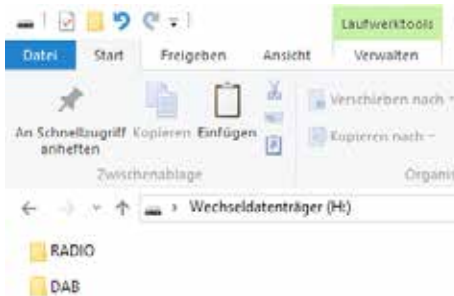 Laufwerktools
Datei Start Freigeben Ansicht Verwalten
An Schnellzugriff anheften Kopieren Einfügen Verschieben nach
Kopieren nach
Zwischenablage Organis
Wechseldatenträger (H:)
RADIO
DAB